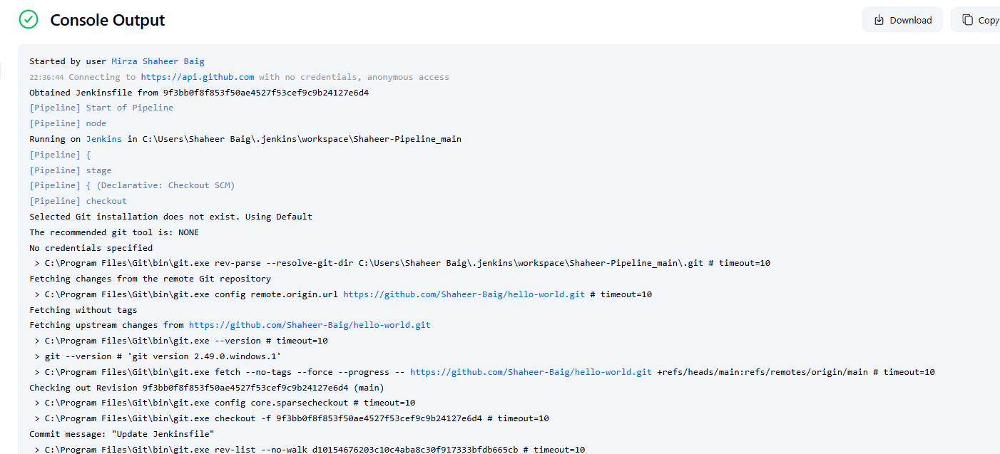 Console Output
Download
Copy
Started by user Mirza Shaheer Baig
22:36:44 Connecting to https://api.github.com with no credentials, anonymous access
Obtained Jenkinsfile from 9f3bb0f8f853f50ae4527f53cef9c9b24127e6d4
[Pipeline] Start of Pipeline
[Pipeline] node
Running on Jenkins in C:\Users\Shaheer Baig\.jenkins\workspace\Shaheer-Pipeline_main
[Pipeline] {
[Pipeline] stage
[Pipeline] { (Declarative: Checkout SCM)
[Pipeline] checkout
Selected Git installation does not exist. Using Default
The recommended git tool is: NONE
No credentials specified
 > C:\Program Files\Git\bin\git.exe rev-parse --resolve-git-dir C:\Users\Shaheer Baig\.jenkins\workspace\Shaheer-Pipeline_main\.git # timeout=10
Fetching changes from the remote Git repository
 > C:\Program Files\Git\bin\git.exe config remote.origin.url https://github.com/Shaheer-Baig/hello-world.git # timeout=10
Fetching without tags
Fetching upstream changes from https://github.com/Shaheer-Baig/hello-world.git
 > C:\Program Files\Git\bin\git.exe --version # timeout=10
 > git --version # 'git version 2.49.0.windows.1'
 > C:\Program Files\Git\bin\git.exe fetch --no-tags --force --progress -- https://github.com/Shaheer-Baig/hello-world.git +refs/heads/main:refs/remotes/origin/main # timeout=10
Checking out Revision 9f3bb0f8f853f50ae4527f53cef9c9b24127e6d4 (main)
 > C:\Program Files\Git\bin\git.exe config core.sparsecheckout # timeout=10
 > C:\Program Files\Git\bin\git.exe checkout -f 9f3bb0f8f853f50ae4527f53cef9c9b24127e6d4 # timeout=10
Commit message: "Update Jenkinsfile"
 > C:\Program Files\Git\bin\git.exe rev-list --no-walk d10154676203c10c4aba8c30f917333bfdb665cb # timeout=10